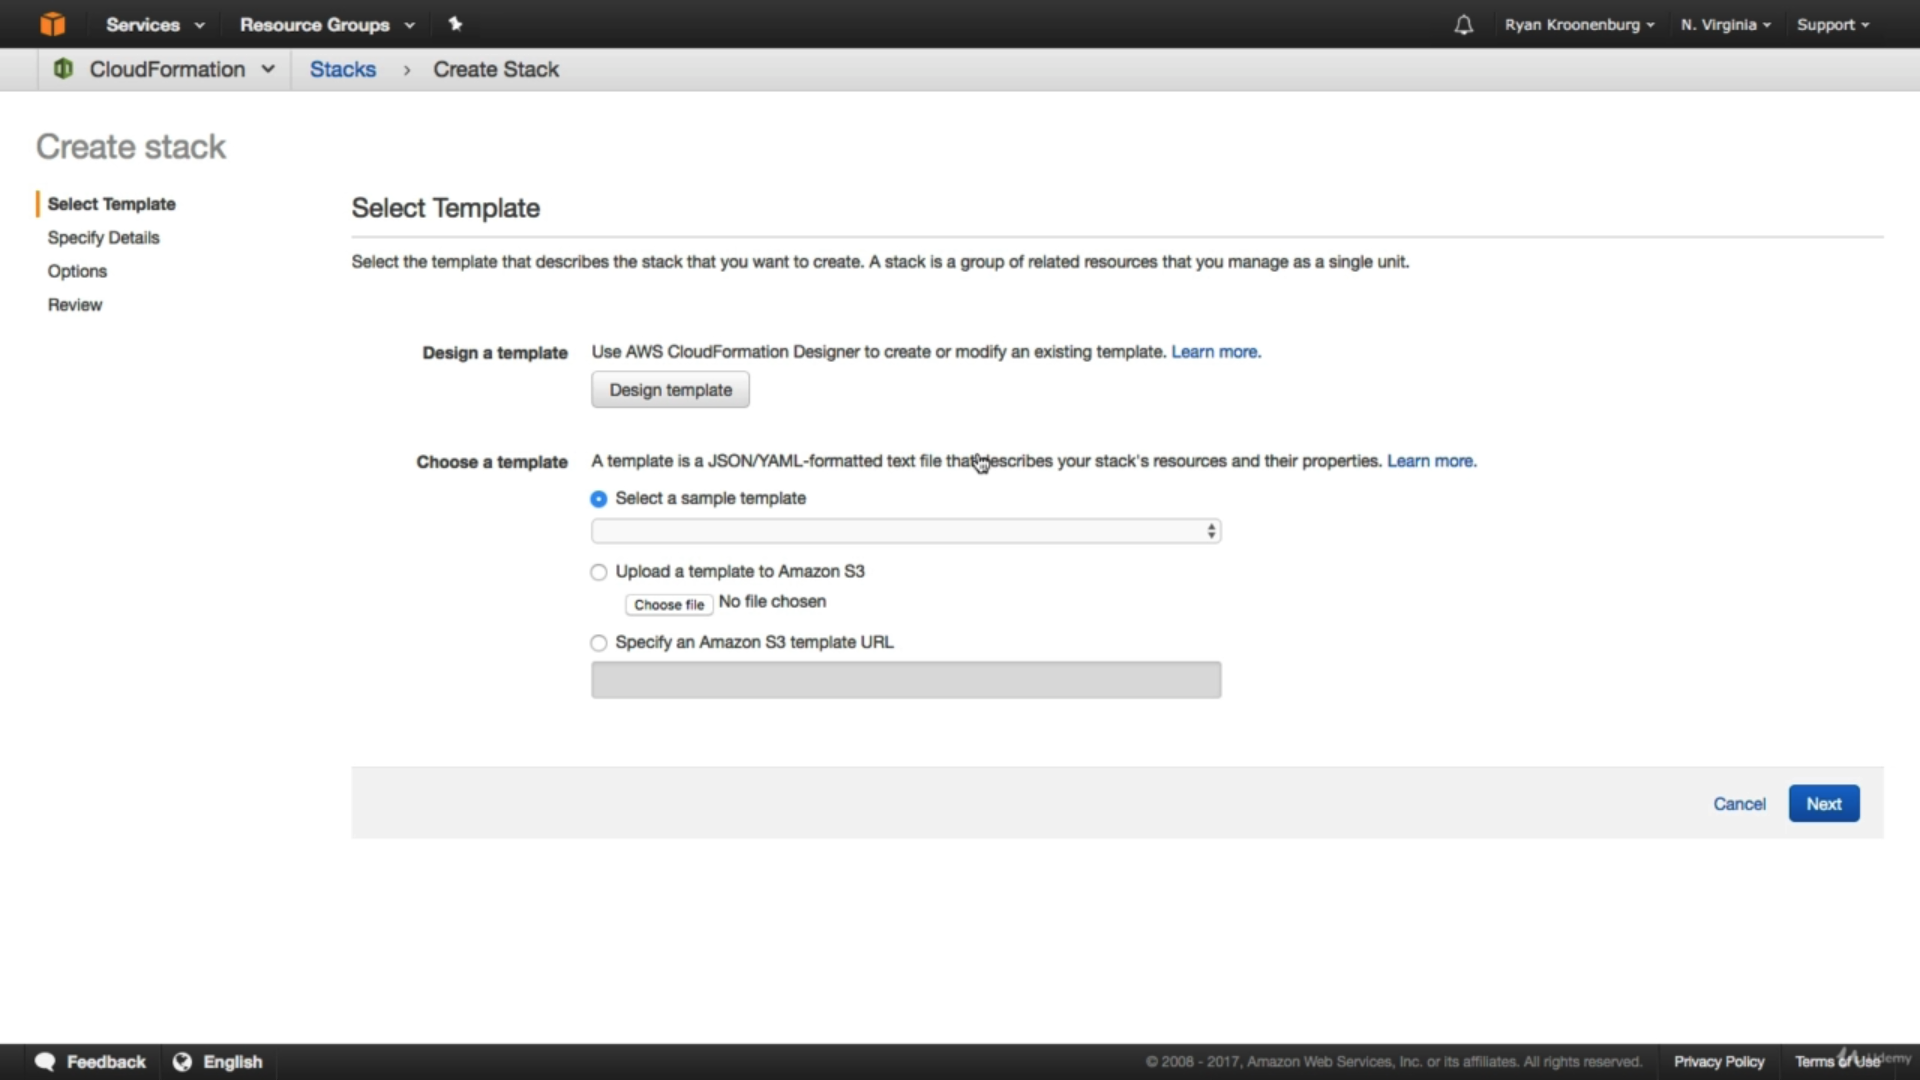 Services Resource Groups Ryan Kroonenburg N. Virginia Support
CloudFormation Stacks > Create Stack
Create stack
Select Template
Specify Details
Options
Review
Select Template
Select the template that describes the stack that you want to create. A stack is a group of related resources that you manage as a single unit.
Design a template Use AWS CloudFormation Designer to create or modify an existing template. Learn more.
Design template
Choose a template A template is a JSON/YAML-formatted text file that describes your stack's resources and their properties. Learn more.
Select a sample template
Upload a template to Amazon S3
Choose file No file chosen
Specify an Amazon S3 template URL
Cancel Next
Feedback English © 2008 - 2017, Amazon Web Services, Inc. or its affiliates. All rights reserved. Privacy Policy Terms of Use Udemy